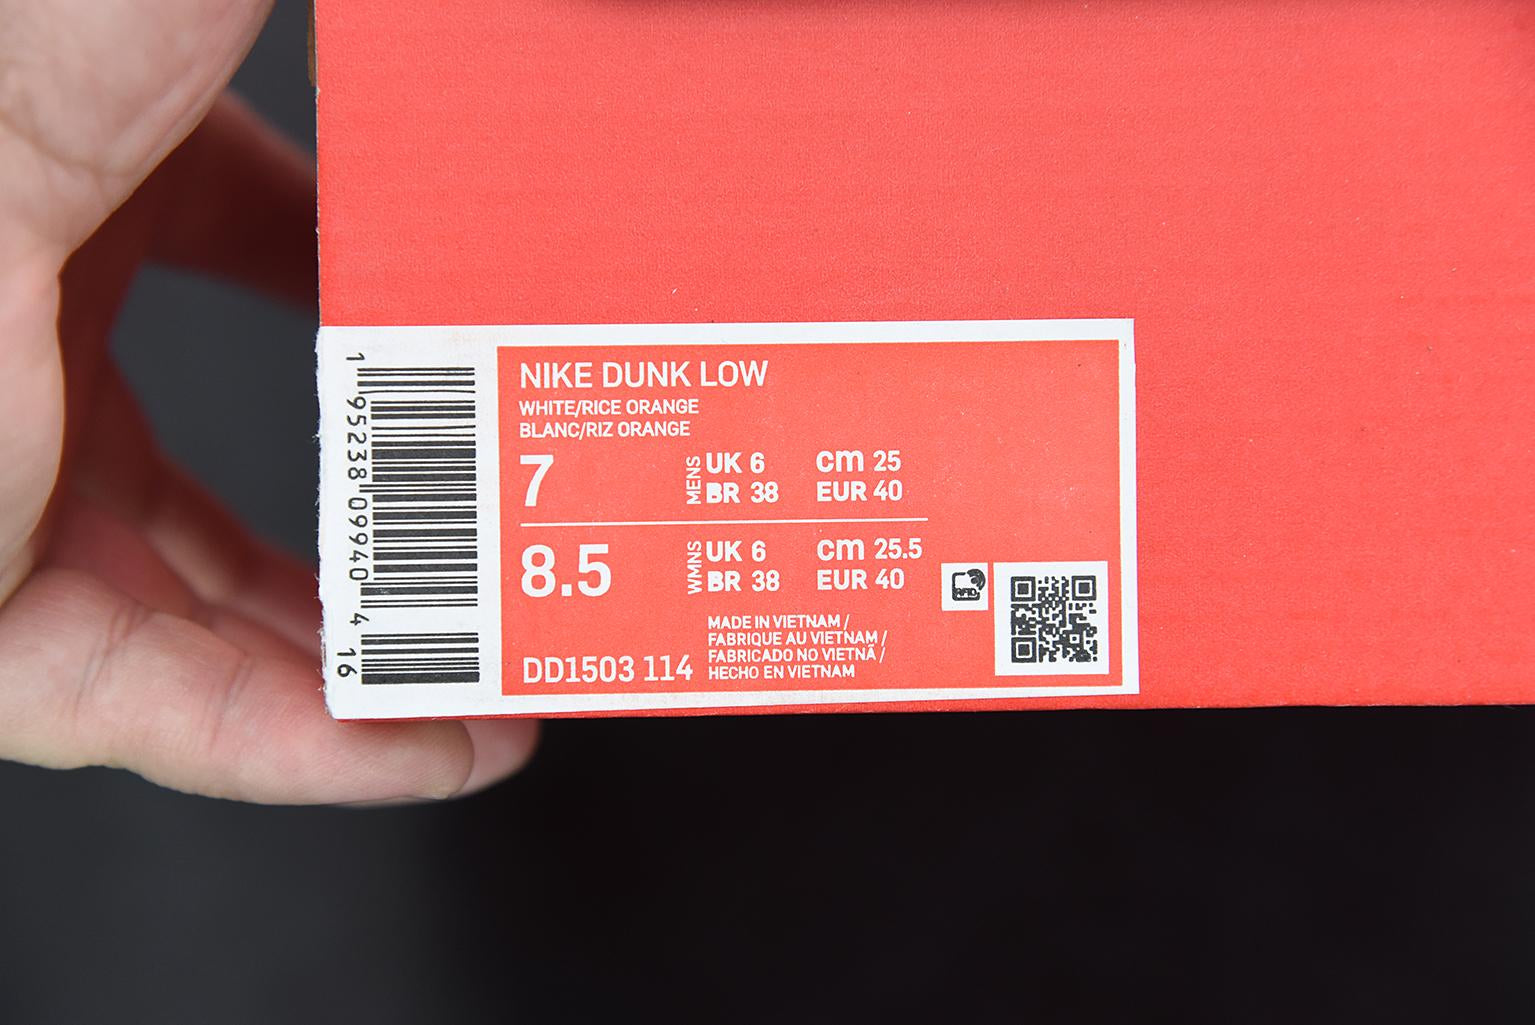 NIKE DUNK LOW
WHITE/RICE ORANGE
BLANC/RIZ ORANGE
7
MENS
UK 6
cm 25
BR 38
EUR 40
8.5
WMNS
UK 6
cm 25.5
BR 38
EUR 40
DD1503 114
MADE IN VIETNAM /
FABRIQUE AU VIETNAM /
FABRICADO NO VIETNÃ /
HECHO EN VIETNAM
RFID
1 95238 09940 4 16